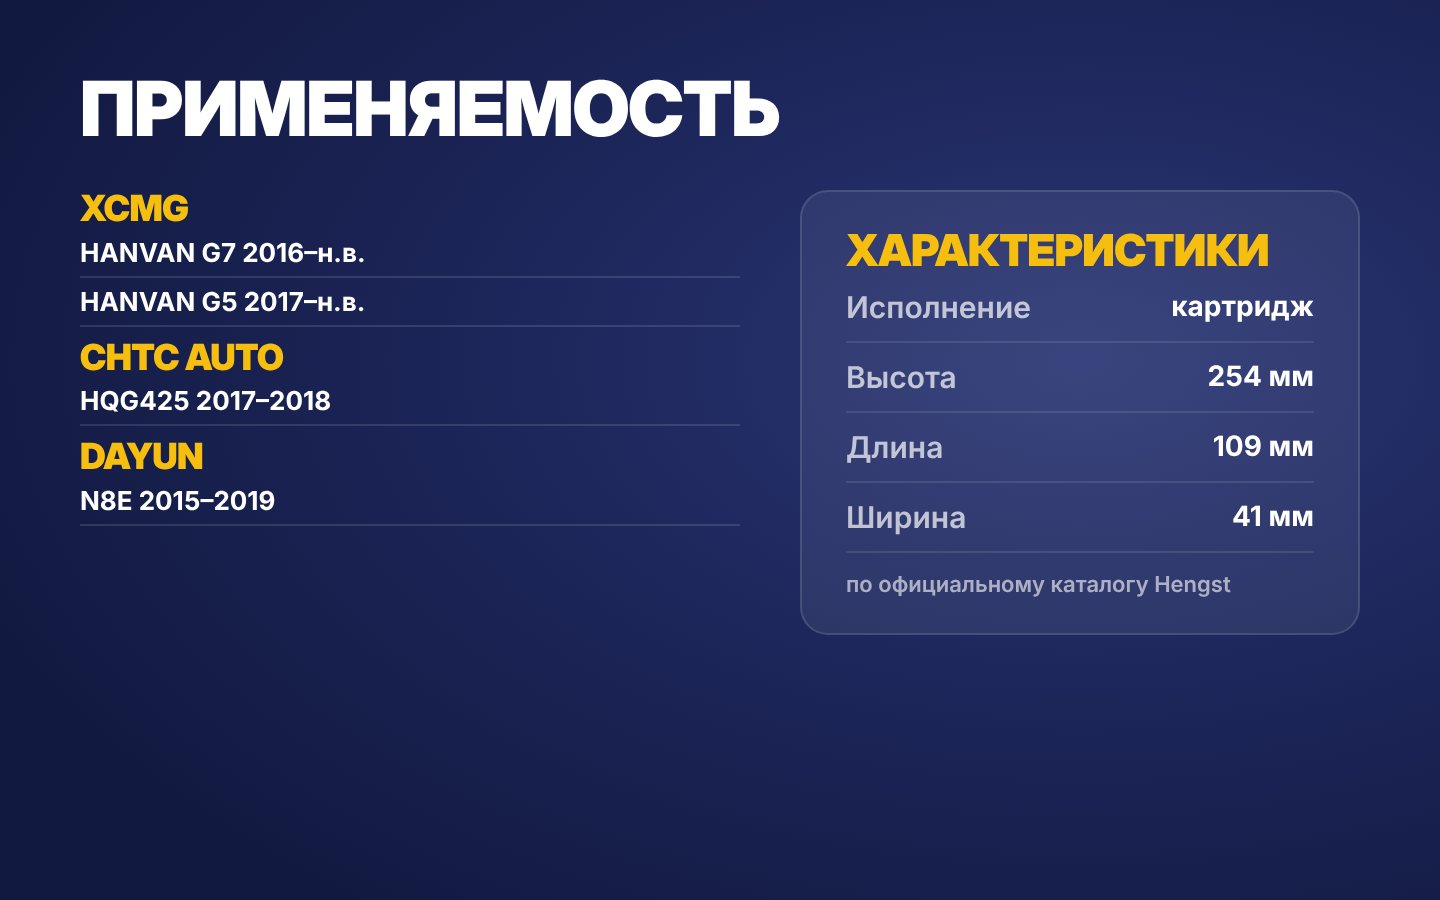 ПРИМЕНЯЕМОСТЬ
XCMG
HANVAN G7 2016–н.в.
HANVAN G5 2017–н.в.
CHTC AUTO
HQG425 2017–2018
DAYUN
N8E 2015–2019
ХАРАКТЕРИСТИКИ
Исполнение картридж
Высота 254 мм
Длина 109 мм
Ширина 41 мм
по официальному каталогу Hengst